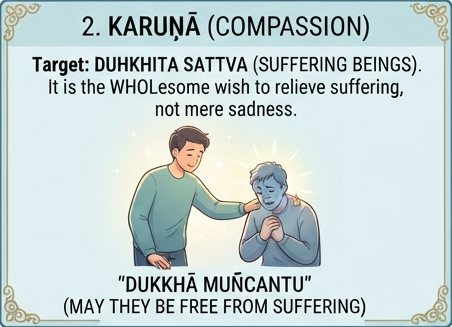 2. KARUṆĀ (COMPASSION)
Target: DUHKHITA SATTVA (SUFFERING BEINGS).
It is the WHOLesome wish to relieve suffering,
not mere sadness.
"DUKKHĀ MUÑCANTU"
(MAY THEY BE FREE FROM SUFFERING)